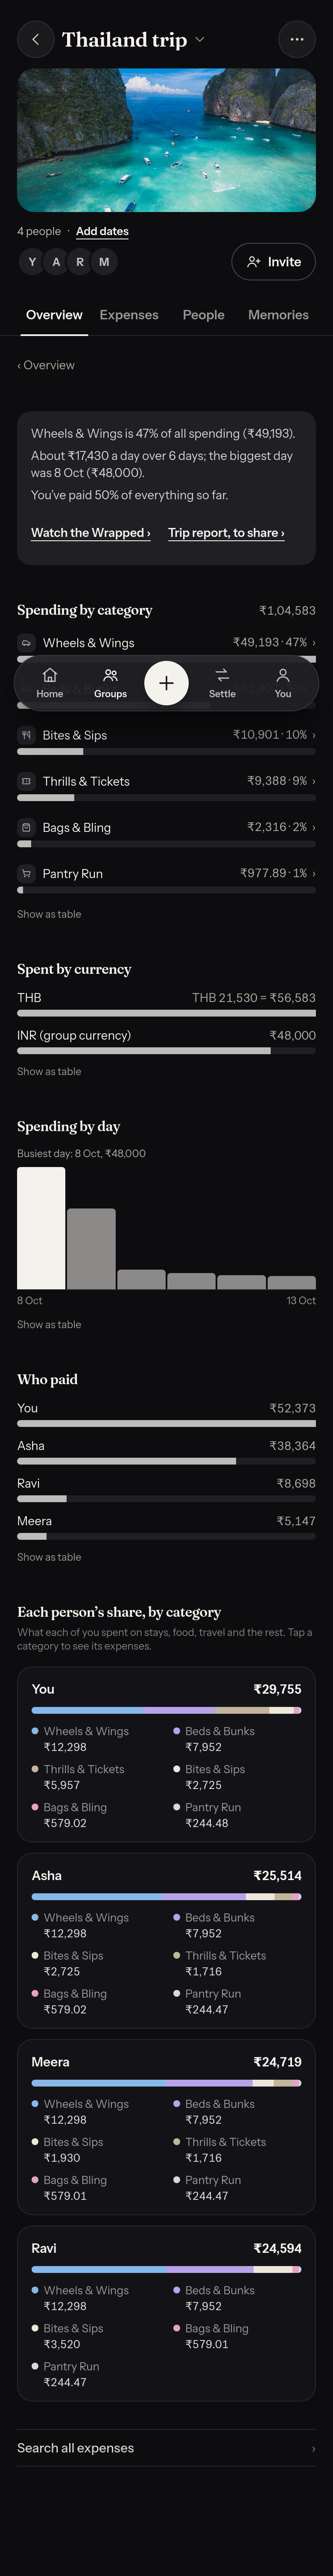 Thailand trip
4 people · Add dates
Y A R M
Invite
Overview Expenses People Memories
‹ Overview
Wheels & Wings is 47% of all spending (₹49,193).
About ₹17,430 a day over 6 days; the biggest day
was 8 Oct (₹48,000).
You've paid 50% of everything so far.
Watch the Wrapped › Trip report, to share ›
Spending by category ₹1,04,583
Wheels & Wings ₹49,193 · 47% ›
Home Groups Settle You
Bites & Sips ₹10,901 · 10% ›
Thrills & Tickets ₹9,388 · 9% ›
Bags & Bling ₹2,316 · 2% ›
Pantry Run ₹977.89 · 1% ›
Show as table
Spent by currency
THB THB 21,530 = ₹56,583
INR (group currency) ₹48,000
Show as table
Spending by day
Busiest day: 8 Oct, ₹48,000
8 Oct 13 Oct
Show as table
Who paid
You ₹52,373
Asha ₹38,364
Ravi ₹8,698
Meera ₹5,147
Show as table
Each person's share, by category
What each of you spent on stays, food, travel and the rest. Tap a
category to see its expenses.
You ₹29,755
Wheels & Wings Beds & Bunks
₹12,298 ₹7,952
Thrills & Tickets Bites & Sips
₹5,957 ₹2,725
Bags & Bling Pantry Run
₹579.02 ₹244.48
Asha ₹25,514
Wheels & Wings Beds & Bunks
₹12,298 ₹7,952
Bites & Sips Thrills & Tickets
₹2,725 ₹1,716
Bags & Bling Pantry Run
₹579.02 ₹244.47
Meera ₹24,719
Wheels & Wings Beds & Bunks
₹12,298 ₹7,952
Bites & Sips Thrills & Tickets
₹1,930 ₹1,716
Bags & Bling Pantry Run
₹579.01 ₹244.47
Ravi ₹24,594
Wheels & Wings Beds & Bunks
₹12,298 ₹7,952
Bites & Sips Bags & Bling
₹3,520 ₹579.01
Pantry Run
₹244.47
Search all expenses ›